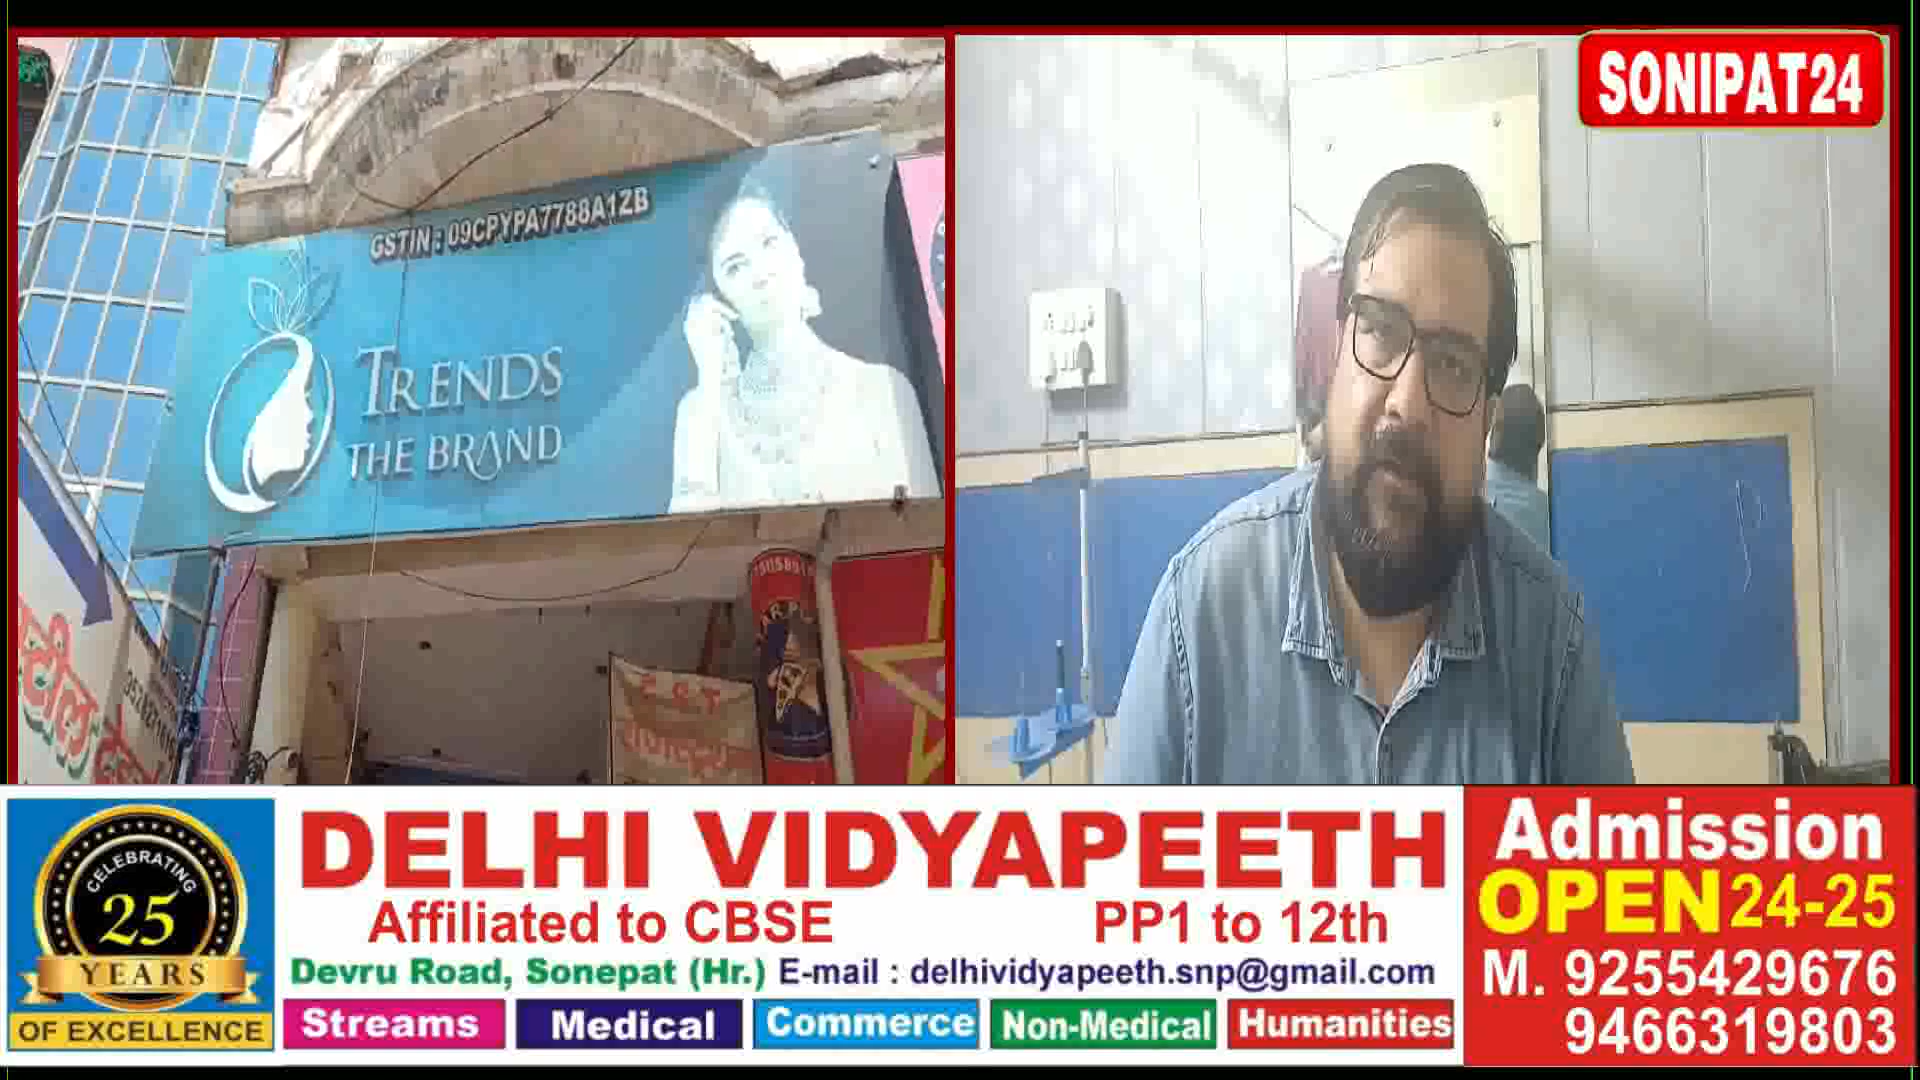 SONIPAT24
GSTIN : 09CPYPA7788A1ZB
TRENDS
THE BRAND
CELEBRATING
25
YEARS
OF EXCELLENCE
DELHI VIDYAPEETH
Affiliated to CBSE PP1 to 12th
Devru Road, Sonepat (Hr.) E-mail : delhividyapeeth.snp@gmail.com
Streams Medical Commerce Non-Medical Humanities
Admission
OPEN 24-25
M. 9255429676
9466319803